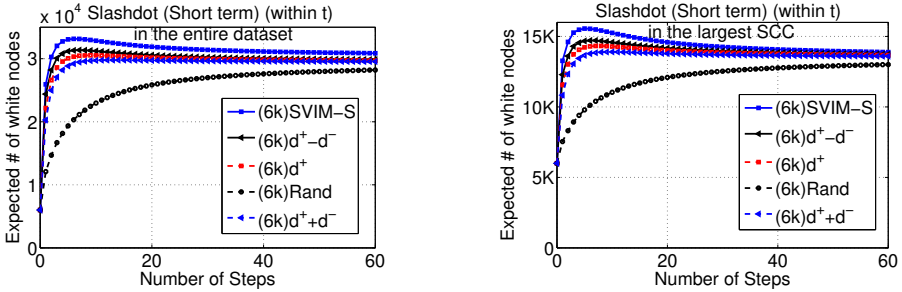 x 10⁴
Slashdot (Short term) (within t)
in the entire dataset
Expected # of white nodes
3
2
1
0
(6k)SVIM−S
(6k)d⁺−d⁻
(6k)d⁺
(6k)Rand
(6k)d⁺+d⁻
0 20 40 60
Number of Steps
Slashdot (Short term) (within t)
in the largest SCC
Expected # of white nodes
15K
10K
5K
(6k)SVIM−S
(6k)d⁺−d⁻
(6k)d⁺
(6k)Rand
(6k)d⁺+d⁻
0 20 40 60
Number of Steps